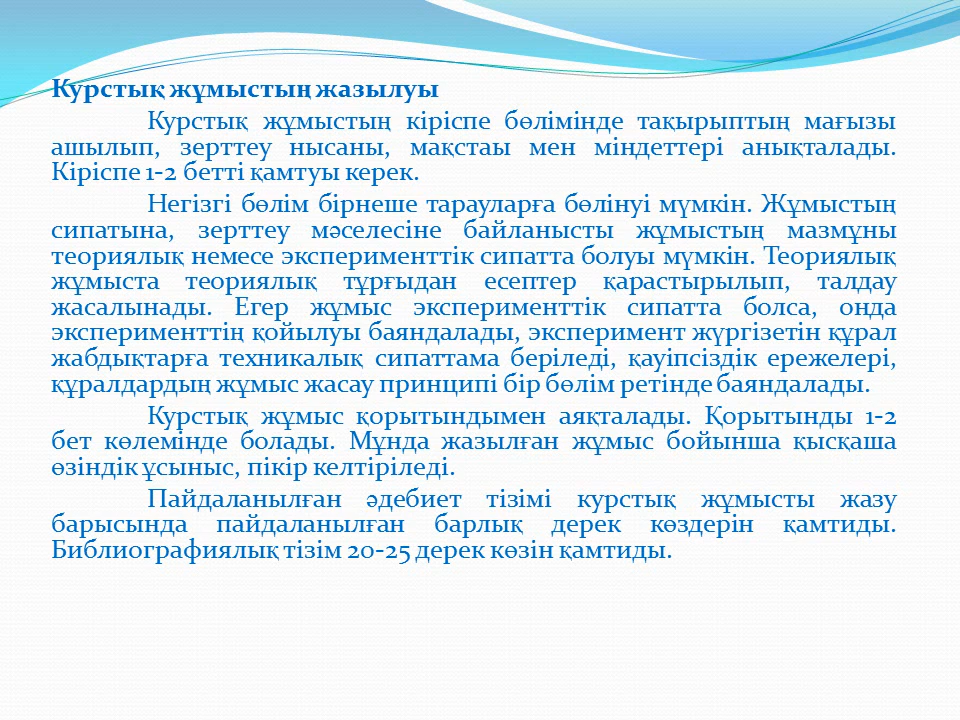 Курстық жұмыстың жазылуы
Курстық жұмыстың кіріспе бөлімінде тақырыптың мағызы
ашылып, зерттеу нысаны, мақстаы мен міндеттері анықталады.
Кіріспе 1-2 бетті қамтуы керек.
Негізгі бөлім бірнеше тарауларға бөлінуі мүмкін. Жұмыстың
сипатына, зерттеу мәселесіне байланысты жұмыстың мазмұны
теориялық немесе эксперименттік сипатта болуы мүмкін. Теориялық
жұмыста теориялық тұрғыдан есептер қарастырылып, талдау
жасалынады. Егер жұмыс эксперименттік сипатта болса, онда
эксперименттің қойылуы баяндалады, эксперимент жүргізетін құрал
жабдықтарға техникалық сипаттама беріледі, қауіпсіздік ережелері,
құралдардың жұмыс жасау принципі бір бөлім ретінде баяндалады.
Курстық жұмыс қорытындымен аяқталады. Қорытынды 1-2
бет көлемінде болады. Мұнда жазылған жұмыс бойынша қысқаша
өзіндік ұсыныс, пікір келтіріледі.
Пайдаланылған әдебиет тізімі курстық жұмысты жазу
барысында пайдаланылған барлық дерек көздерін қамтиды.
Библиографиялық тізім 20-25 дерек көзін қамтиды.